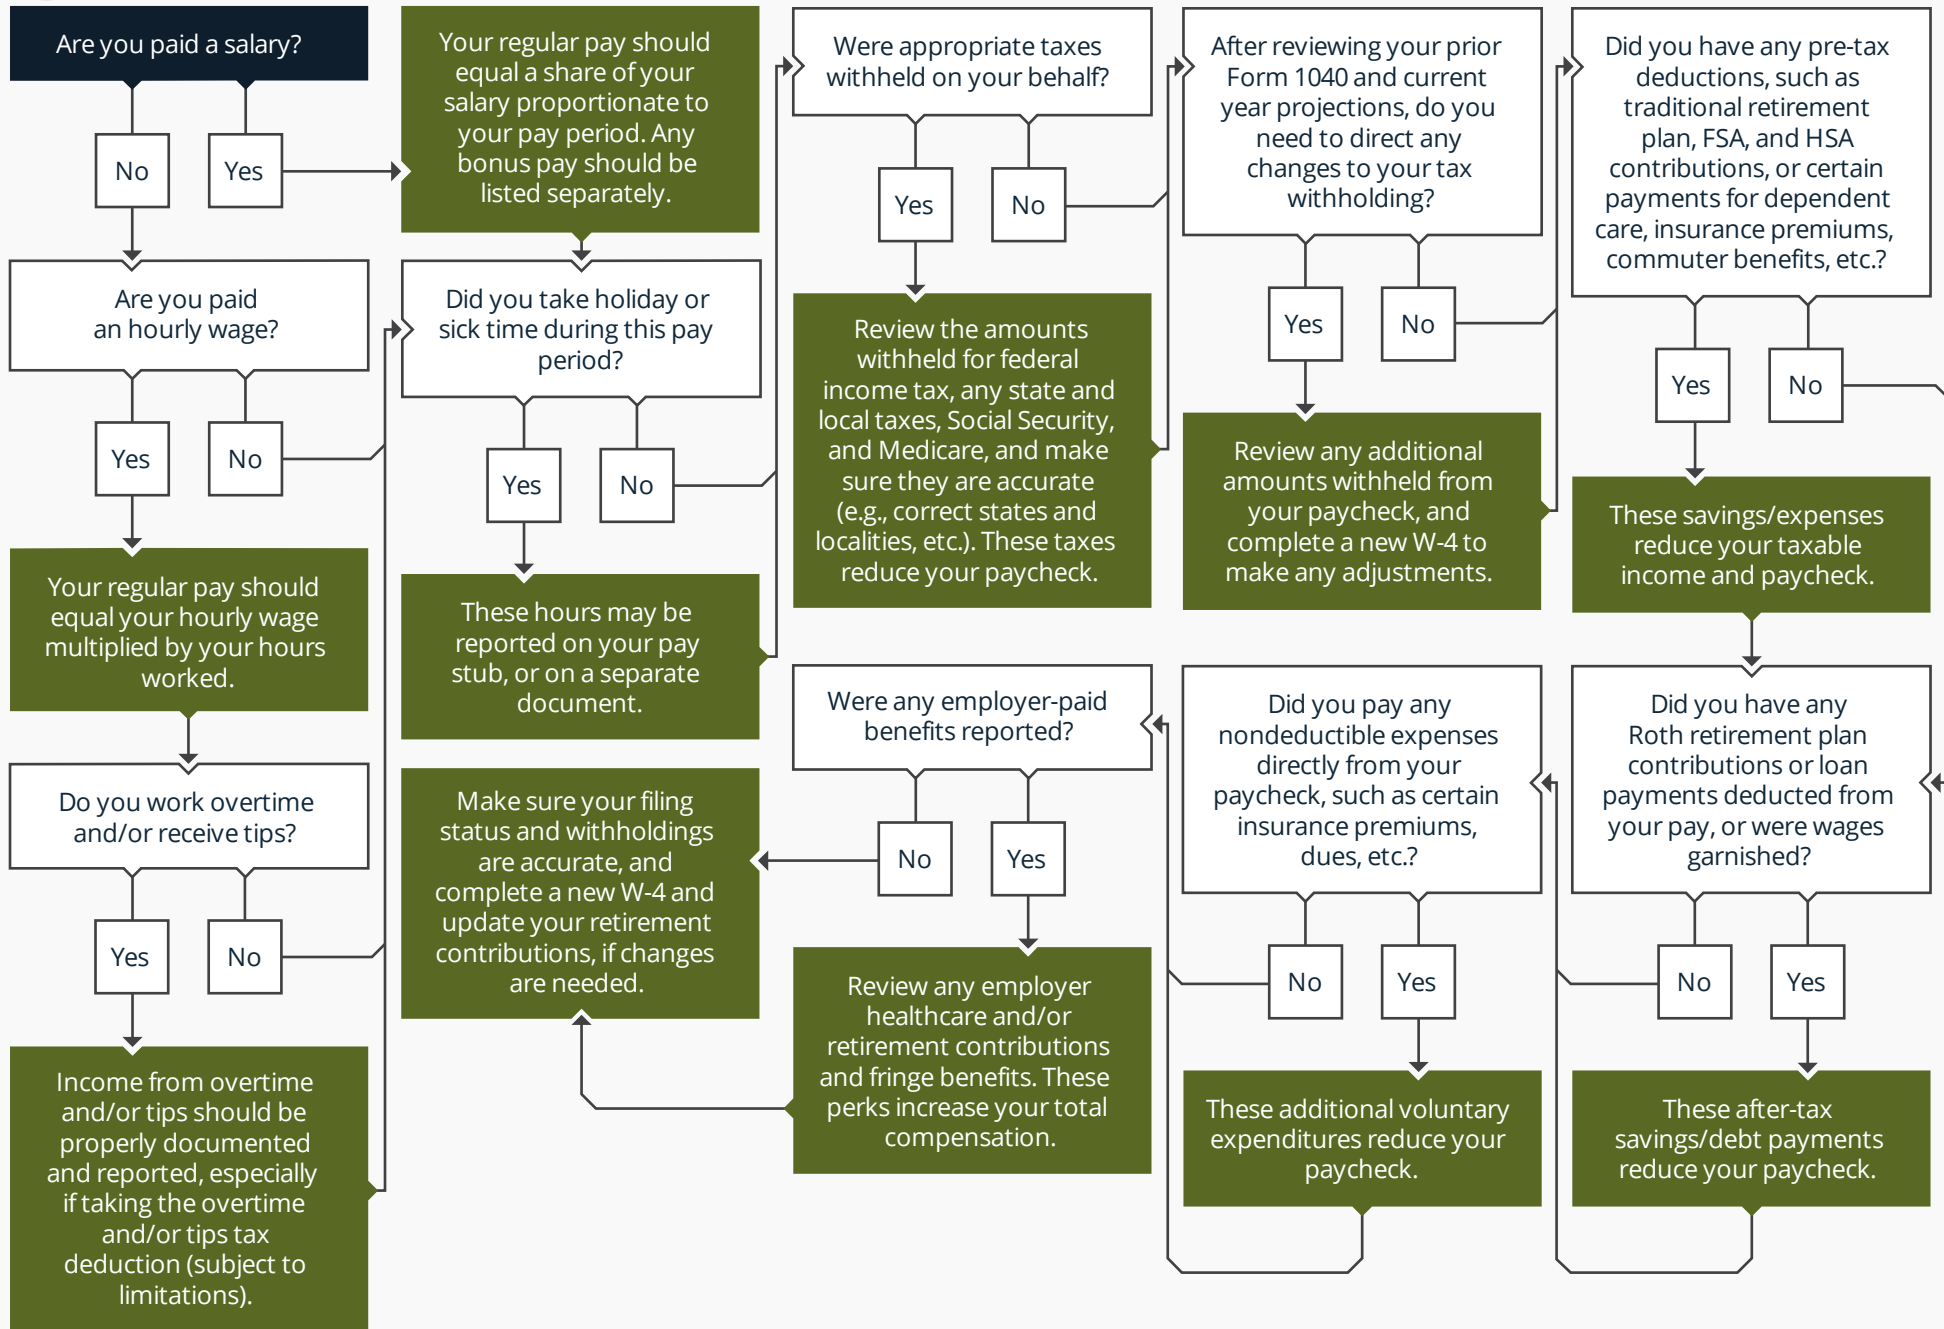 Are you paid a salary?
No
Yes
Your regular pay should
equal a share of your
salary proportionate to
your pay period. Any
bonus pay should be
listed separately.
Are you paid
an hourly wage?
Yes
No
Your regular pay should
equal your hourly wage
multiplied by your hours
worked.
Do you work overtime
and/or receive tips?
Yes
No
Income from overtime
and/or tips should be
properly documented
and reported, especially
if taking the overtime
and/or tips tax
deduction (subject to
limitations).
Did you take holiday or
sick time during this pay
period?
Yes
No
These hours may be
reported on your pay
stub, or on a separate
document.
Were appropriate taxes
withheld on your behalf?
Yes
No
Review the amounts
withheld for federal
income tax, any state and
local taxes, Social Security,
and Medicare, and make
sure they are accurate
(e.g., correct states and
localities, etc.). These taxes
reduce your paycheck.
After reviewing your prior
Form 1040 and current
year projections, do you
need to direct any
changes to your tax
withholding?
Yes
No
Review any additional
amounts withheld from
your paycheck, and
complete a new W-4 to
make any adjustments.
Did you have any pre-tax
deductions, such as
traditional retirement
plan, FSA, and HSA
contributions, or certain
payments for dependent
care, insurance premiums,
commuter benefits, etc.?
Yes
No
These savings/expenses
reduce your taxable
income and paycheck.
Did you have any
Roth retirement plan
contributions or loan
payments deducted from
your pay, or were wages
garnished?
No
Yes
These after-tax
savings/debt payments
reduce your paycheck.
Did you pay any
nondeductible expenses
directly from your
paycheck, such as certain
insurance premiums,
dues, etc.?
No
Yes
These additional voluntary
expenditures reduce your
paycheck.
Were any employer-paid
benefits reported?
No
Yes
Review any employer
healthcare and/or
retirement contributions
and fringe benefits. These
perks increase your total
compensation.
Make sure your filing
status and withholdings
are accurate, and
complete a new W-4 and
update your retirement
contributions, if changes
are needed.